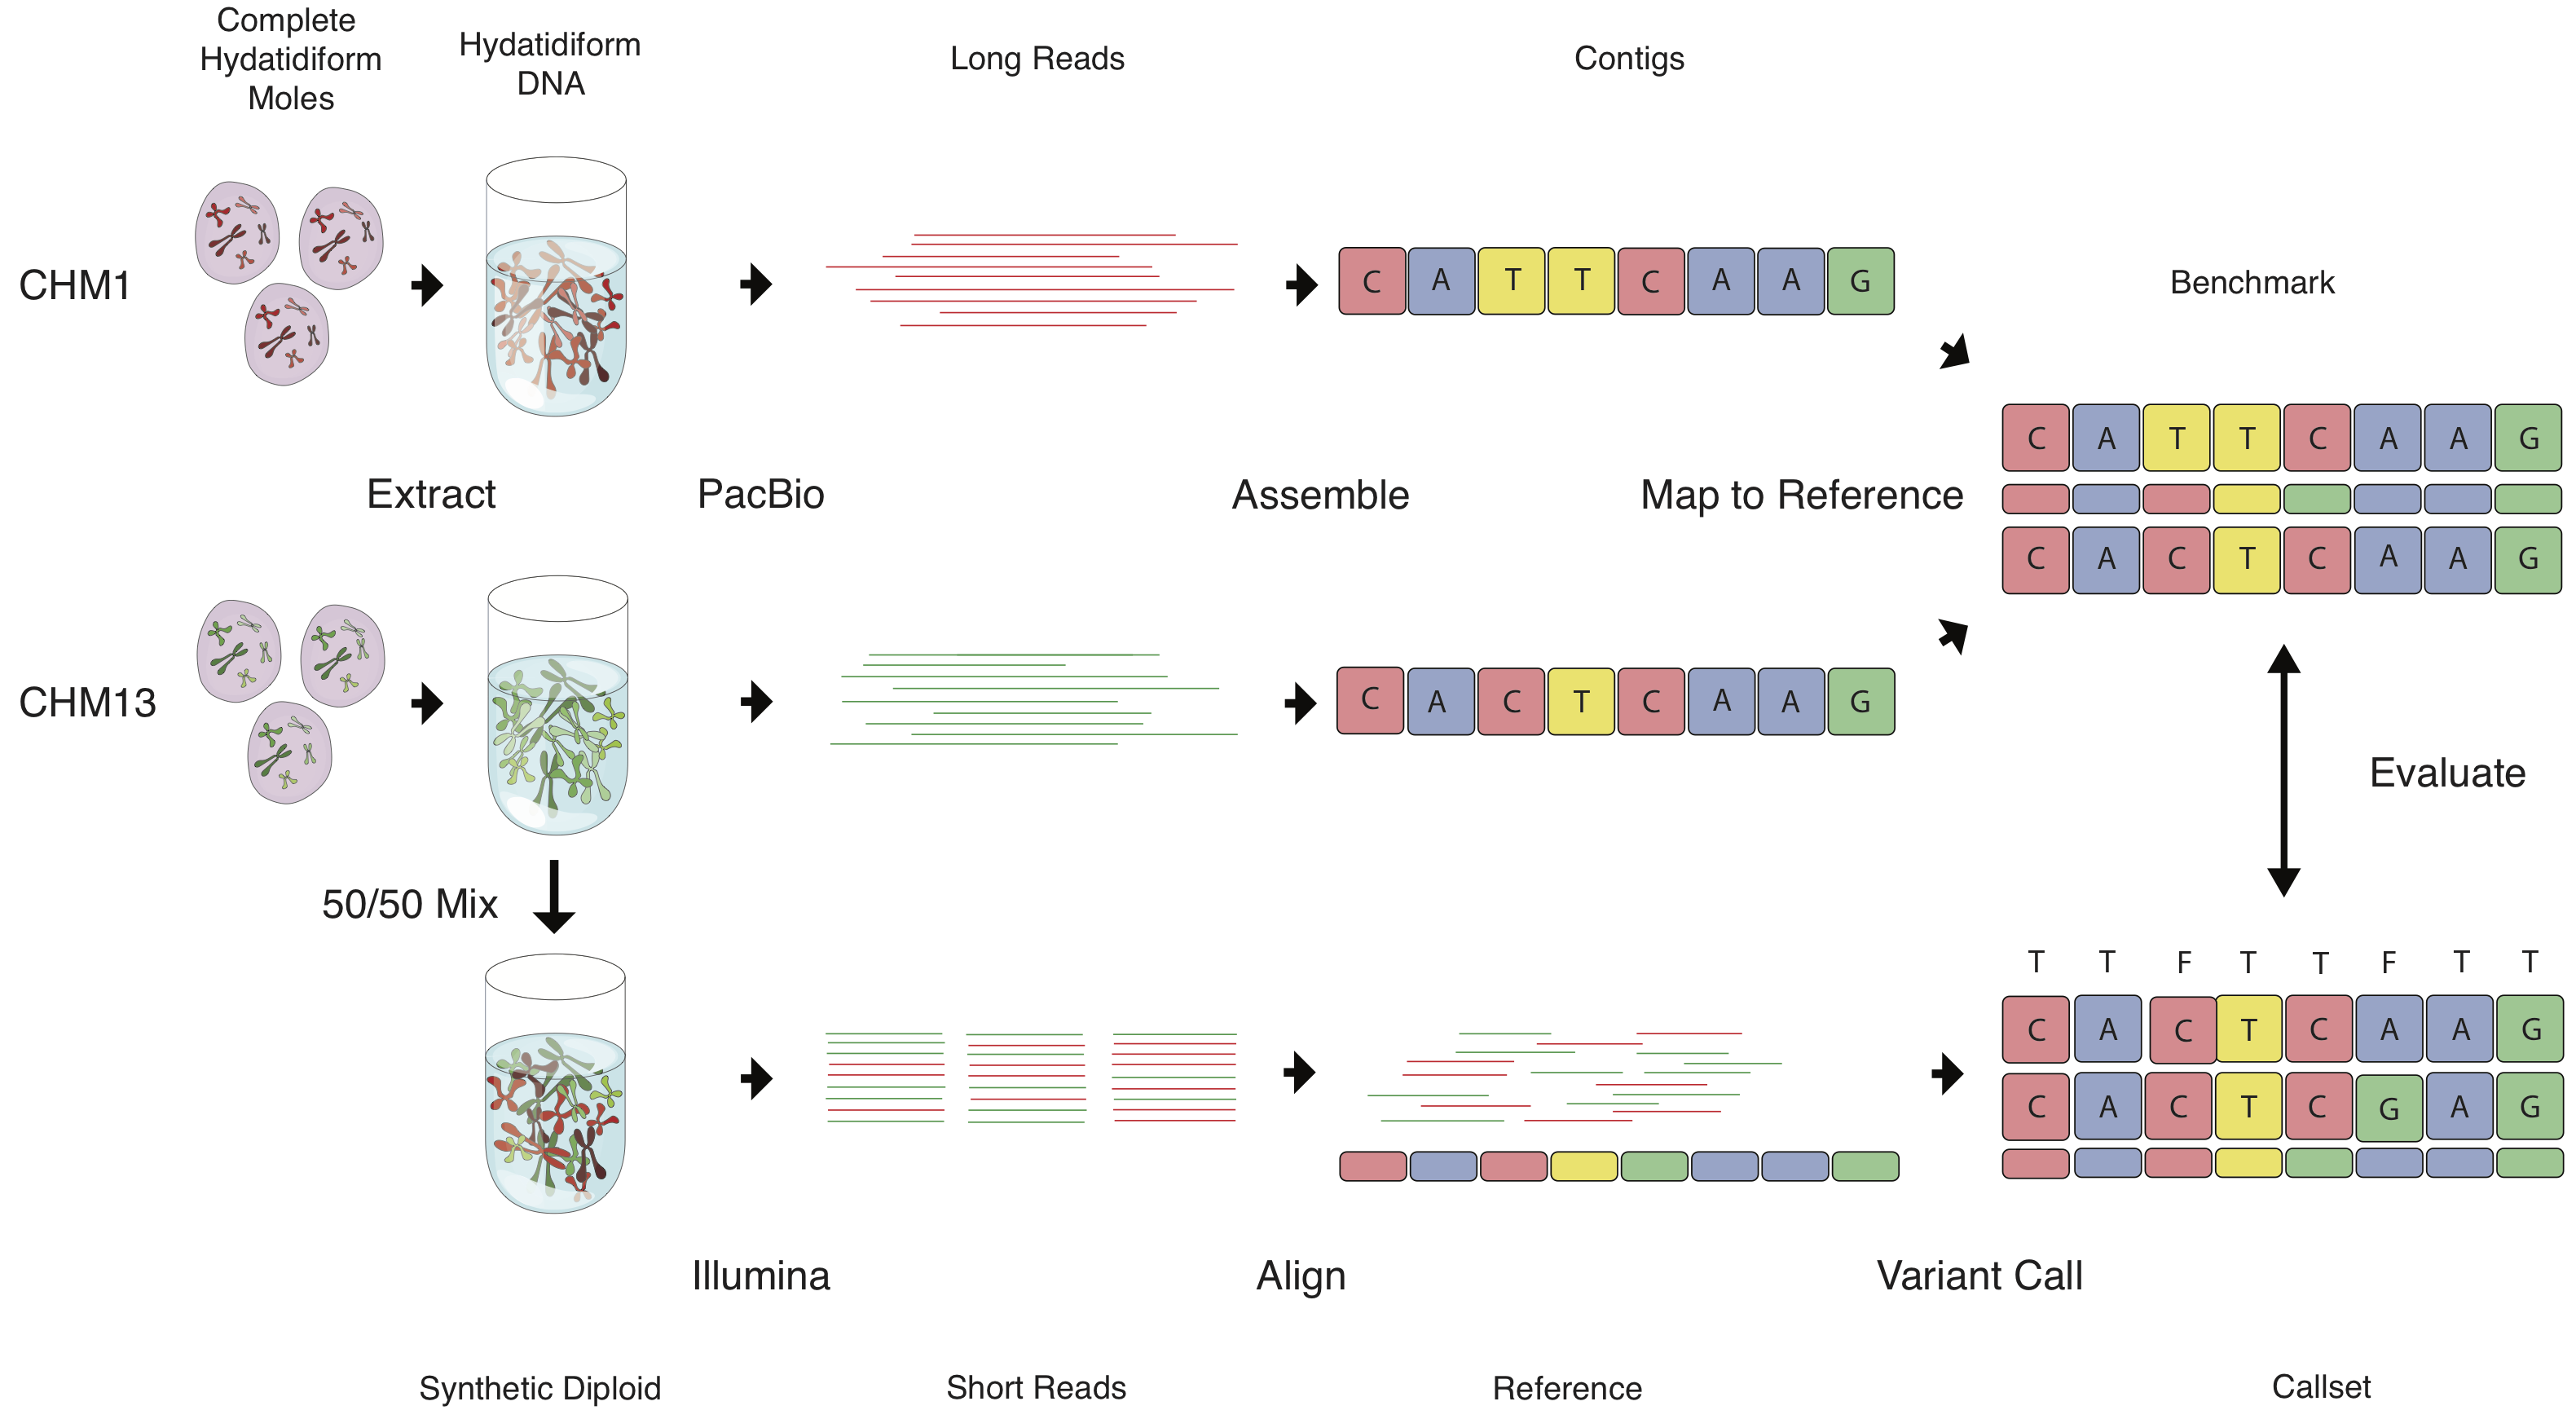 Complete
Hydatidiform
Moles
Hydatidiform
DNA
Long Reads
Contigs
CHM1
C A T T C A A G
Benchmark
C A T T C A A G
Extract
PacBio
Assemble
Map to Reference
C A C T C A A G
CHM13
C A C T C A A G
Evaluate
50/50 Mix
T T F T T F T T
C A C T C A A G
C A C T C G A G
Illumina
Align
Variant Call
Synthetic Diploid
Short Reads
Reference
Callset